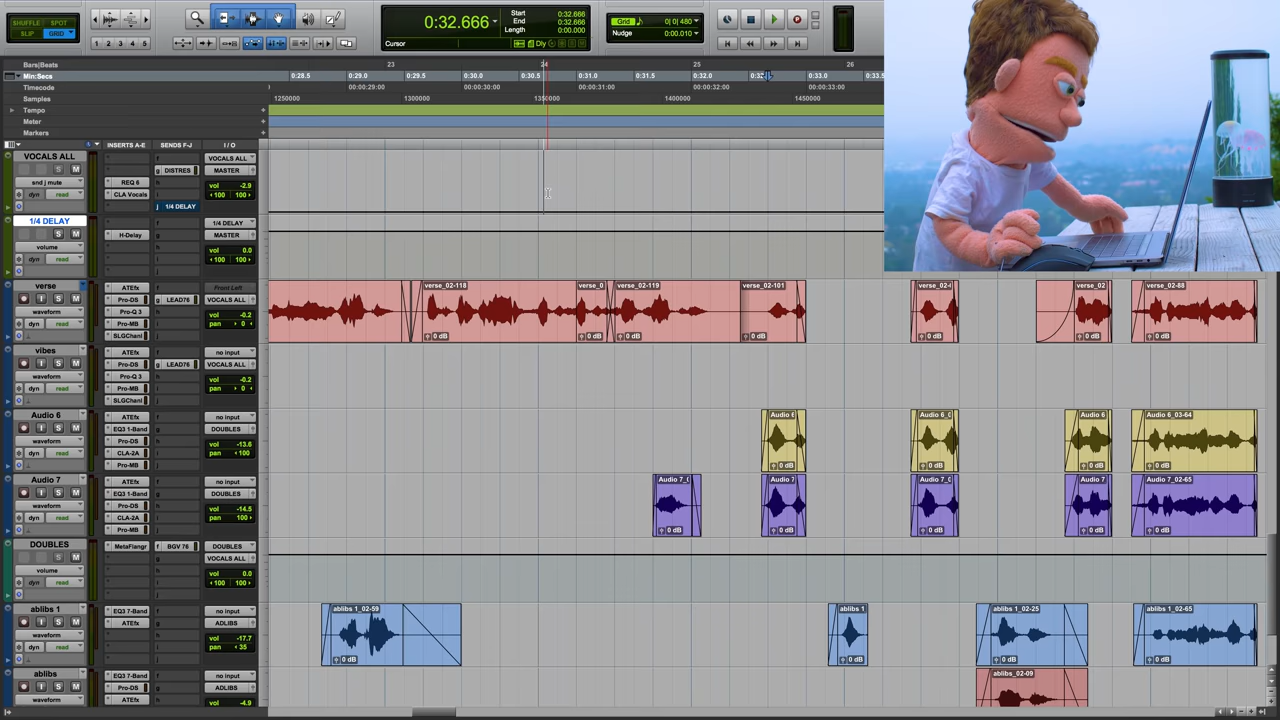 SHUFFLE SPOT
SLIP GRID
1 2 3 4 5
0:32.666
Start 0:32.666
End 0:32.666
Length 0:00.000
Cursor
Dly
Grid 0| 0| 480
Nudge 0:00.010
Bars|Beats 23 24 25 26
Min:Secs 0:28.5 0:29.0 0:29.5 0:30.0 0:30.5 0:31.0 0:31.5 0:32.0 0:33.0 0:33.5
Timecode 00:00:29:00 00:00:30:00 00:00:31:00 00:00:32:00 00:00:33:00
Samples 1250000 1300000 1350000 1400000 1450000
Tempo
Mater
Markers
INSERTS A-E SENDS F-J I / O
VOCALS ALL f VOCALS ALL
S M g DISTRES MASTER
snd j mute REQ 6 h vol -2.9
dyn read CLA Vocals i 100 100
j 1/4 DELAY
1/4 DELAY f 1/4 DELAY
S M H-Delay g MASTER
volume h vol 0.0
dyn read i 100 100
j
verse ATEfx f Front Left
I S M Pro-DS g LEAD76 VOCALS ALL
waveform Pro-Q 3 h vol -0.2
dyn read Pro-MB i pan 0
SLGChanl j
verse_02-118 verse_0 verse_02-119 verse_02-101 verse_02-88
0 dB 0 dB 0 dB 0 dB 0 dB 0 dB 0 dB
vibes ATEfx f no input
I S M Pro-DS g LEAD76 VOCALS ALL
waveform Pro-Q 3 h vol -0.2
dyn read Pro-MB i pan 0
SLGChanl j
Audio 6 ATEfx f no input
I S M EQ3 1-Band g DOUBLES
waveform Pro-DS h vol -13.6
dyn read CLA-2A i pan 100
Pro-MB j
Audio 6 Audio 6_0 Audio 6 Audio 6_03-64
0 dB 0 dB 0 dB 0 dB
Audio 7 ATEfx f no input
I S M EQ3 1-Band g DOUBLES
waveform Pro-DS h vol -14.5
dyn read CLA-2A i pan 100
Pro-MB j
Audio 7 Audio 7_0 Audio 7 Audio 7_02-65
0 dB 0 dB 0 dB 0 dB 0 dB
DOUBLES MetaFlangr f BGV 76 DOUBLES
S M g VOCALS ALL
volume h vol 0.0
dyn read i 100 100
j
ablibs 1 EQ3 7-Band f no input
I S M ATEfx g ADLIBS
waveform h vol -17.7
dyn read i pan 35
j
ablibs 1_02-59 ablibs 1 ablibs 1_02-25 ablibs 1_02-65
0 dB 0 dB 0 dB 0 dB
ablibs EQ3 7-Band f no input
I S M Pro-DS g ADLIBS
waveform ATEfx h vol -4.9
ablibs_02-09